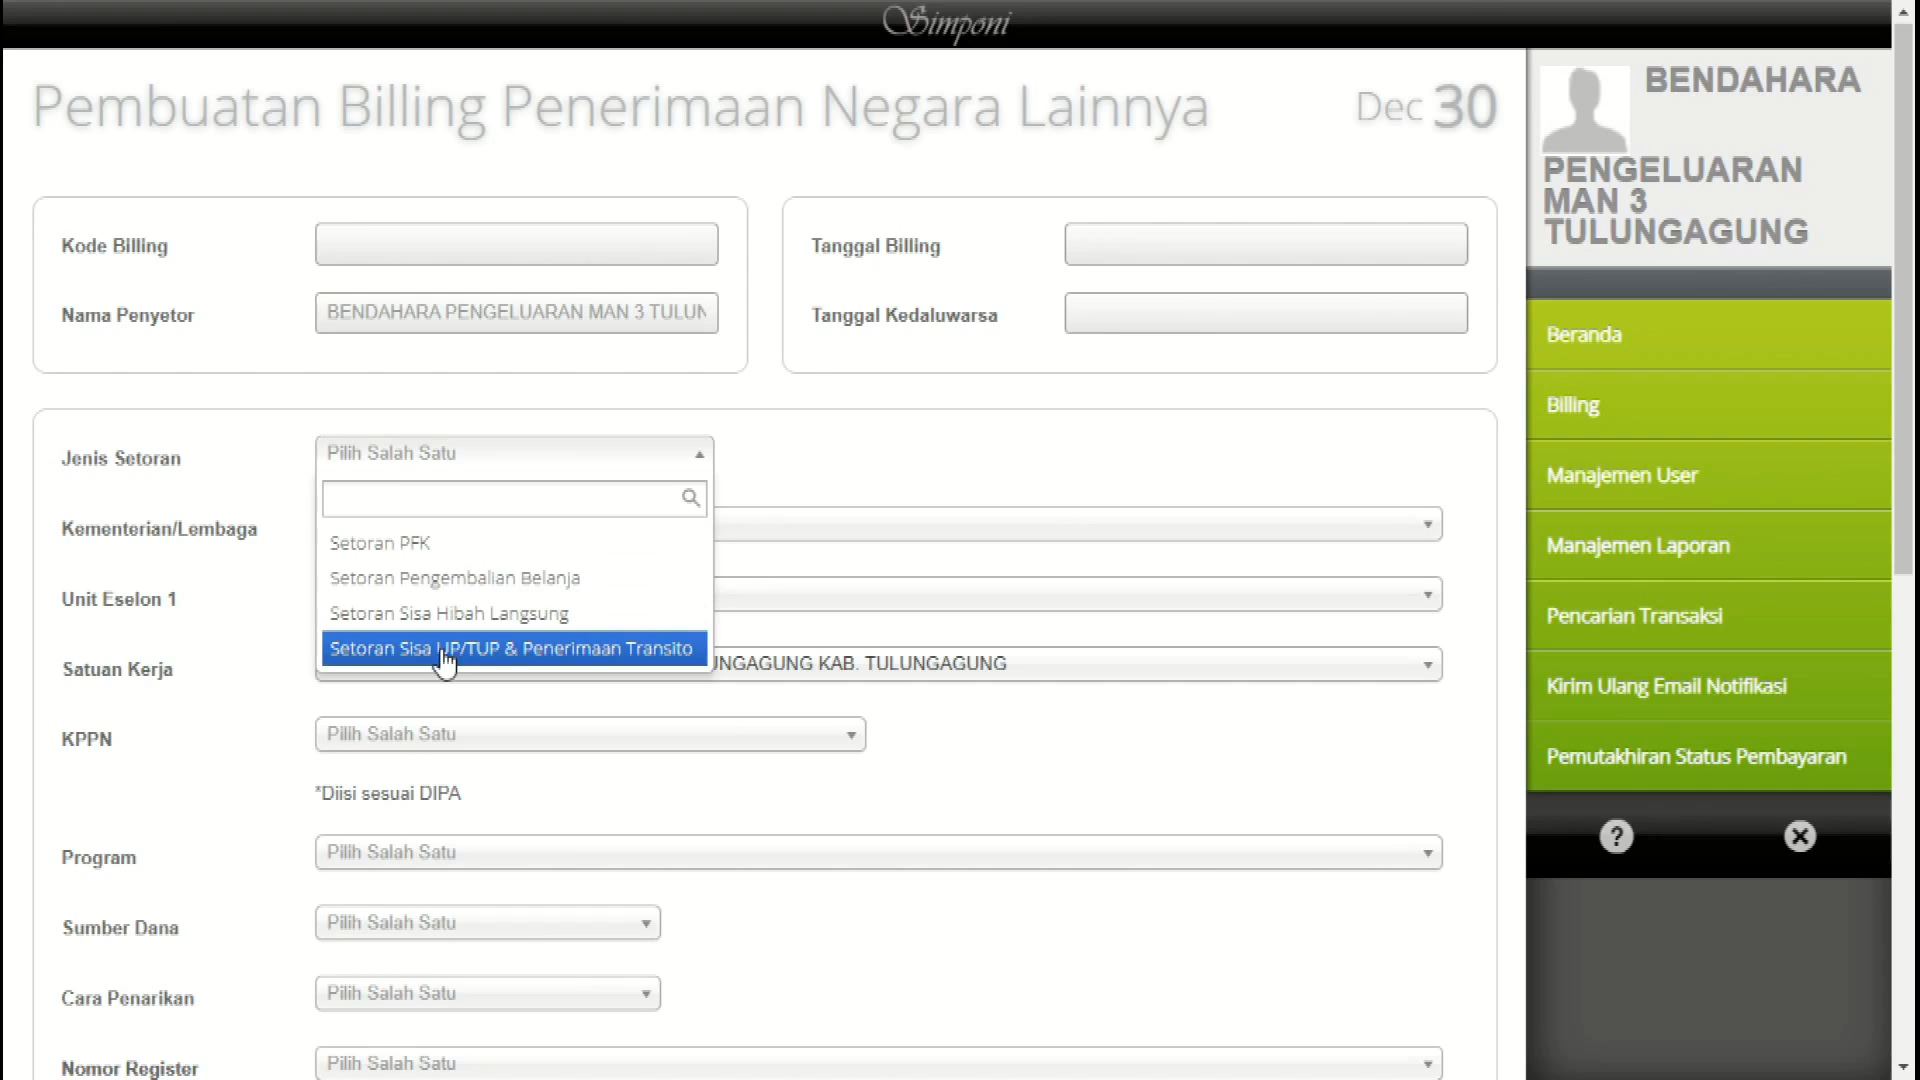 Simponi
Pembuatan Billing Penerimaan Negara Lainnya
Dec 30
BENDAHARA
PENGELUARAN
MAN 3
TULUNGAGUNG
Kode Billing
Tanggal Billing
Nama Penyetor
BENDAHARA PENGELUARAN MAN 3 TULUN
Tanggal Kedaluwarsa
Beranda
Billing
Manajemen User
Manajemen Laporan
Pencarian Transaksi
Kirim Ulang Email Notifikasi
Pemutakhiran Status Pembayaran
Jenis Setoran
Pilih Salah Satu
Setoran PFK
Setoran Pengembalian Belanja
Setoran Sisa Hibah Langsung
Setoran Sisa UP/TUP & Penerimaan Transito
Kementerian/Lembaga
Unit Eselon 1
Satuan Kerja
UNGAGUNG KAB. TULUNGAGUNG
KPPN
Pilih Salah Satu
*Diisi sesuai DIPA
Program
Pilih Salah Satu
Sumber Dana
Pilih Salah Satu
Cara Penarikan
Pilih Salah Satu
Nomor Register
Pilih Salah Satu